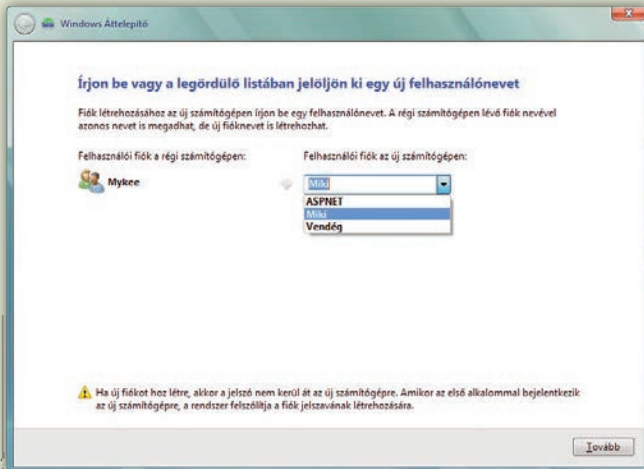 Windows Áttelepítő
Írjon be vagy a legördülő listában jelöljön ki egy új felhasználónevet
Fiók létrehozásához az új számítógépen írjon be egy felhasználónevet. A régi számítógépen lévő fiók nevével
azonos nevet is megadhat, de új fióknevet is létrehozhat.
Felhasználói fiók a régi számítógépen:
Felhasználói fiók az új számítógépen:
Mykee
Miki
ASPNET
Miki
Vendég
Ha új fiókot hoz létre, akkor a jelszó nem kerül át az új számítógépre. Amikor az első alkalommal bejelentkezik
az új számítógépre, a rendszer felszólítja a fiók jelszavának létrehozására.
Tovább